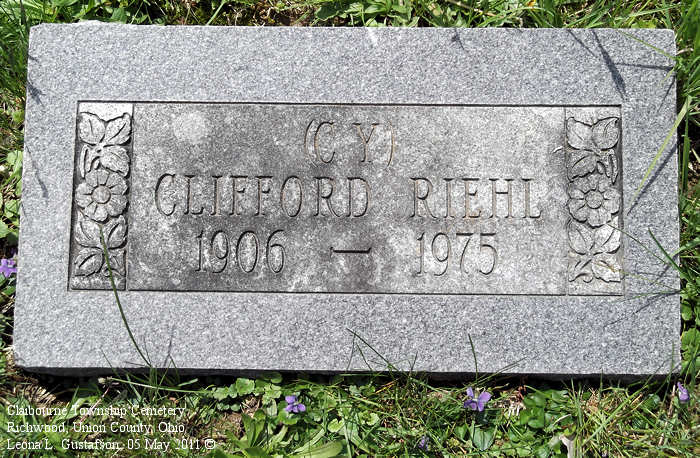 (CY)
CLIFFORD RIEHL
1906 — 1975
Claibourne Township Cemetery
Richwood, Union County, Ohio
Leona L. Gustafson, 05 May 2011 ©